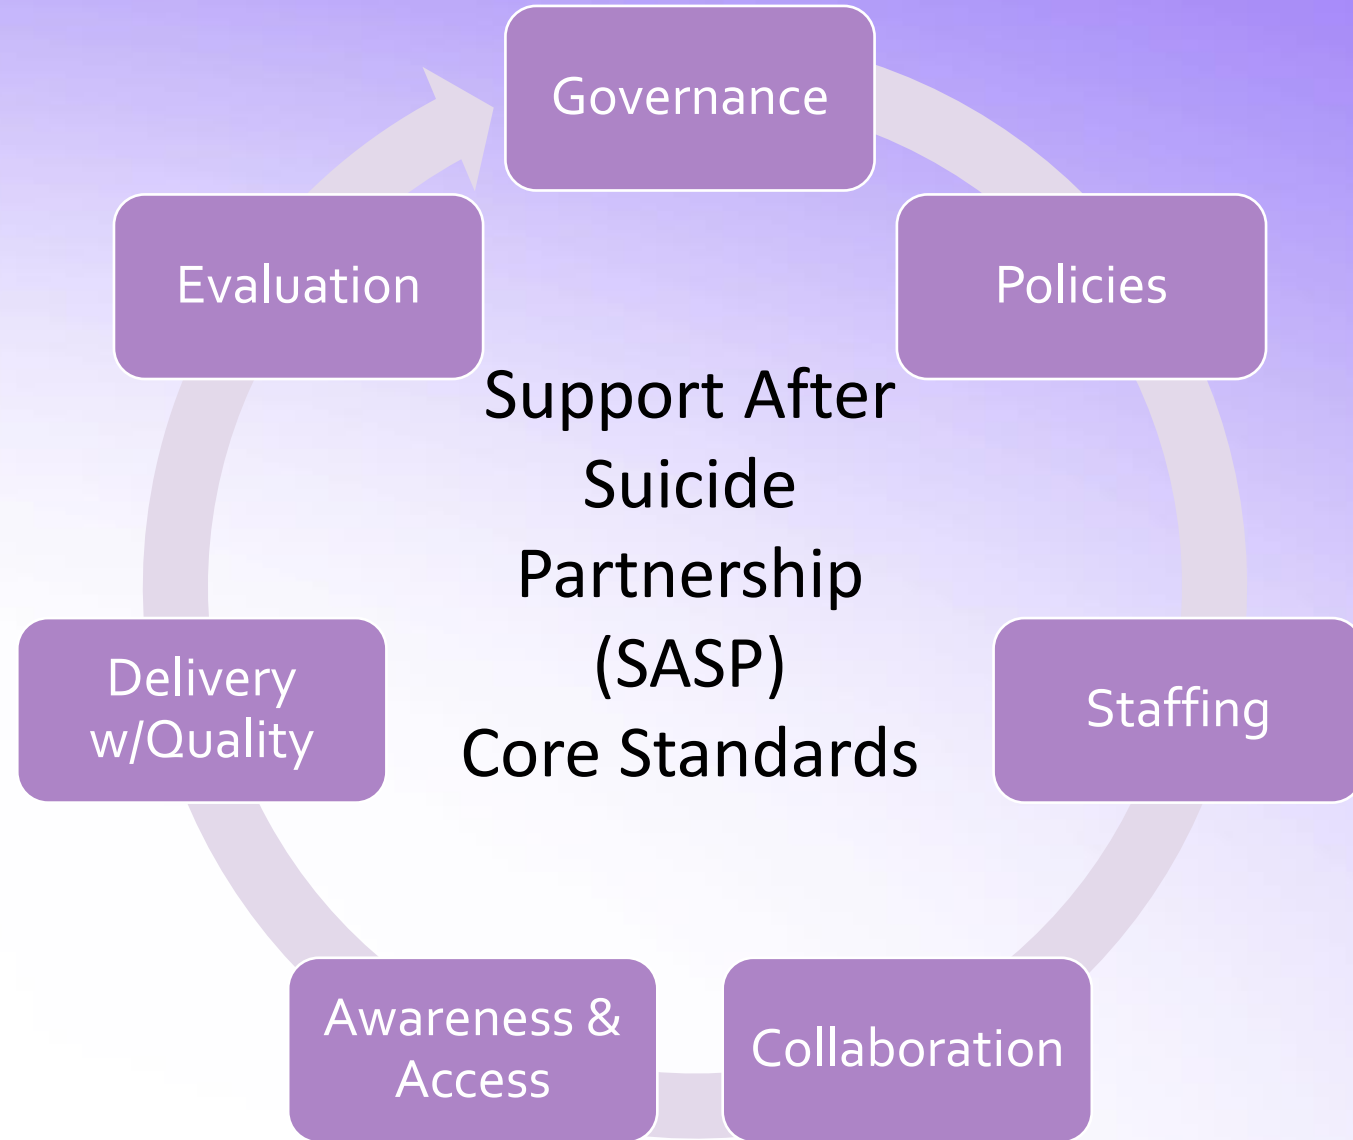 Governance
Policies
Staffing
Collaboration
Awareness &
Access
Delivery
w/Quality
Evaluation
Support After
Suicide
Partnership
(SASP)
Core Standards